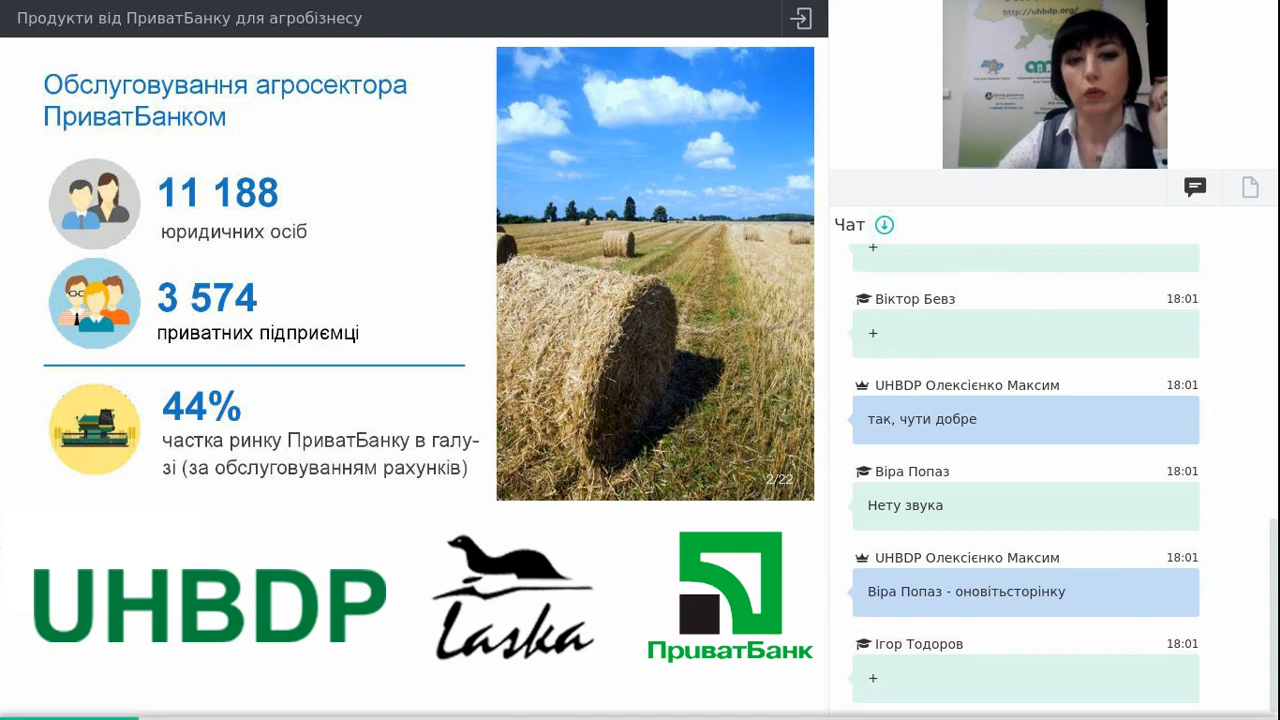 Продукти від ПриватБанку для агробізнесу
Обслуговування агросектора
ПриватБанком
11 188
юридичних осіб
3 574
приватних підприємці
44%
частка ринку ПриватБанку в галу-
зі (за обслуговуванням рахунків)
2/22
UHBDP
Laska
ПриватБанк
http://uhbdp.org/
Чат
+
Віктор Бевз 18:01
+
UHBDP Олексієнко Максим 18:01
так, чути добре
Віра Попаз 18:01
Нету звука
UHBDP Олексієнко Максим 18:01
Віра Попаз - оновітьсторінку
Ігор Тодоров 18:01
+